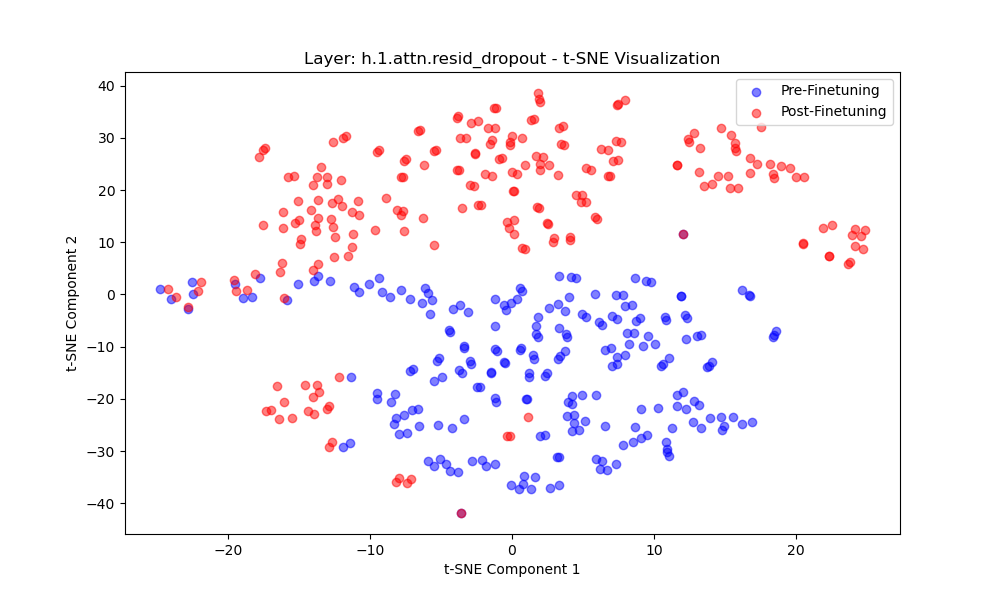 Layer: h.1.attn.resid_dropout - t-SNE Visualization
Pre-Finetuning
Post-Finetuning
40
30
20
10
0
−10
−20
−30
−40
t-SNE Component 2
−20
−10
0
10
20
t-SNE Component 1